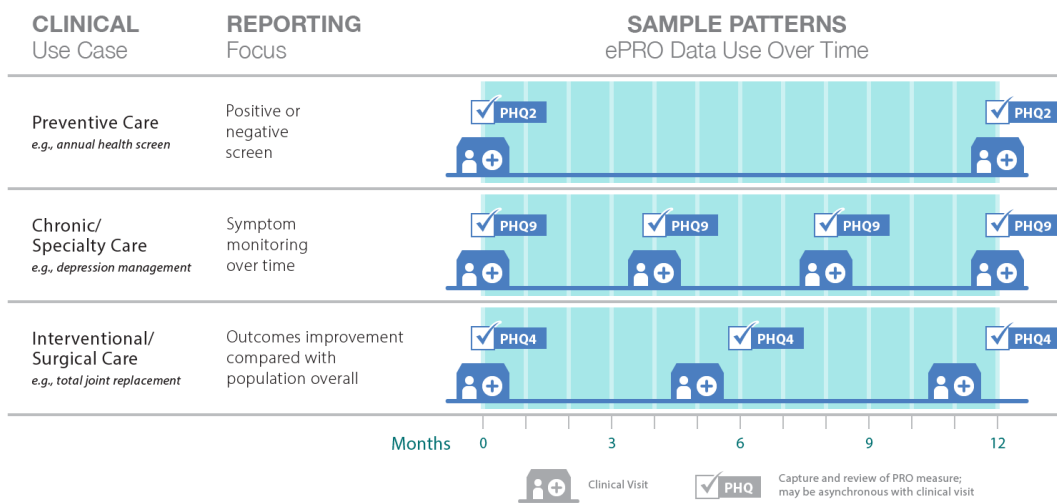 CLINICAL
Use Case
REPORTING
Focus
SAMPLE PATTERNS
ePRO Data Use Over Time
Preventive Care
e.g., annual health screen
Positive or
negative
screen
PHQ2
PHQ2
Chronic/
Specialty Care
e.g., depression management
Symptom
monitoring
over time
PHQ9
PHQ9
PHQ9
PHQ9
Interventional/
Surgical Care
e.g., total joint replacement
Outcomes improvement
compared with
population overall
PHQ4
PHQ4
PHQ4
Months 0 3 6 9 12
Clinical Visit
PHQ
Capture and review of PRO measure;
may be asynchronous with clinical visit